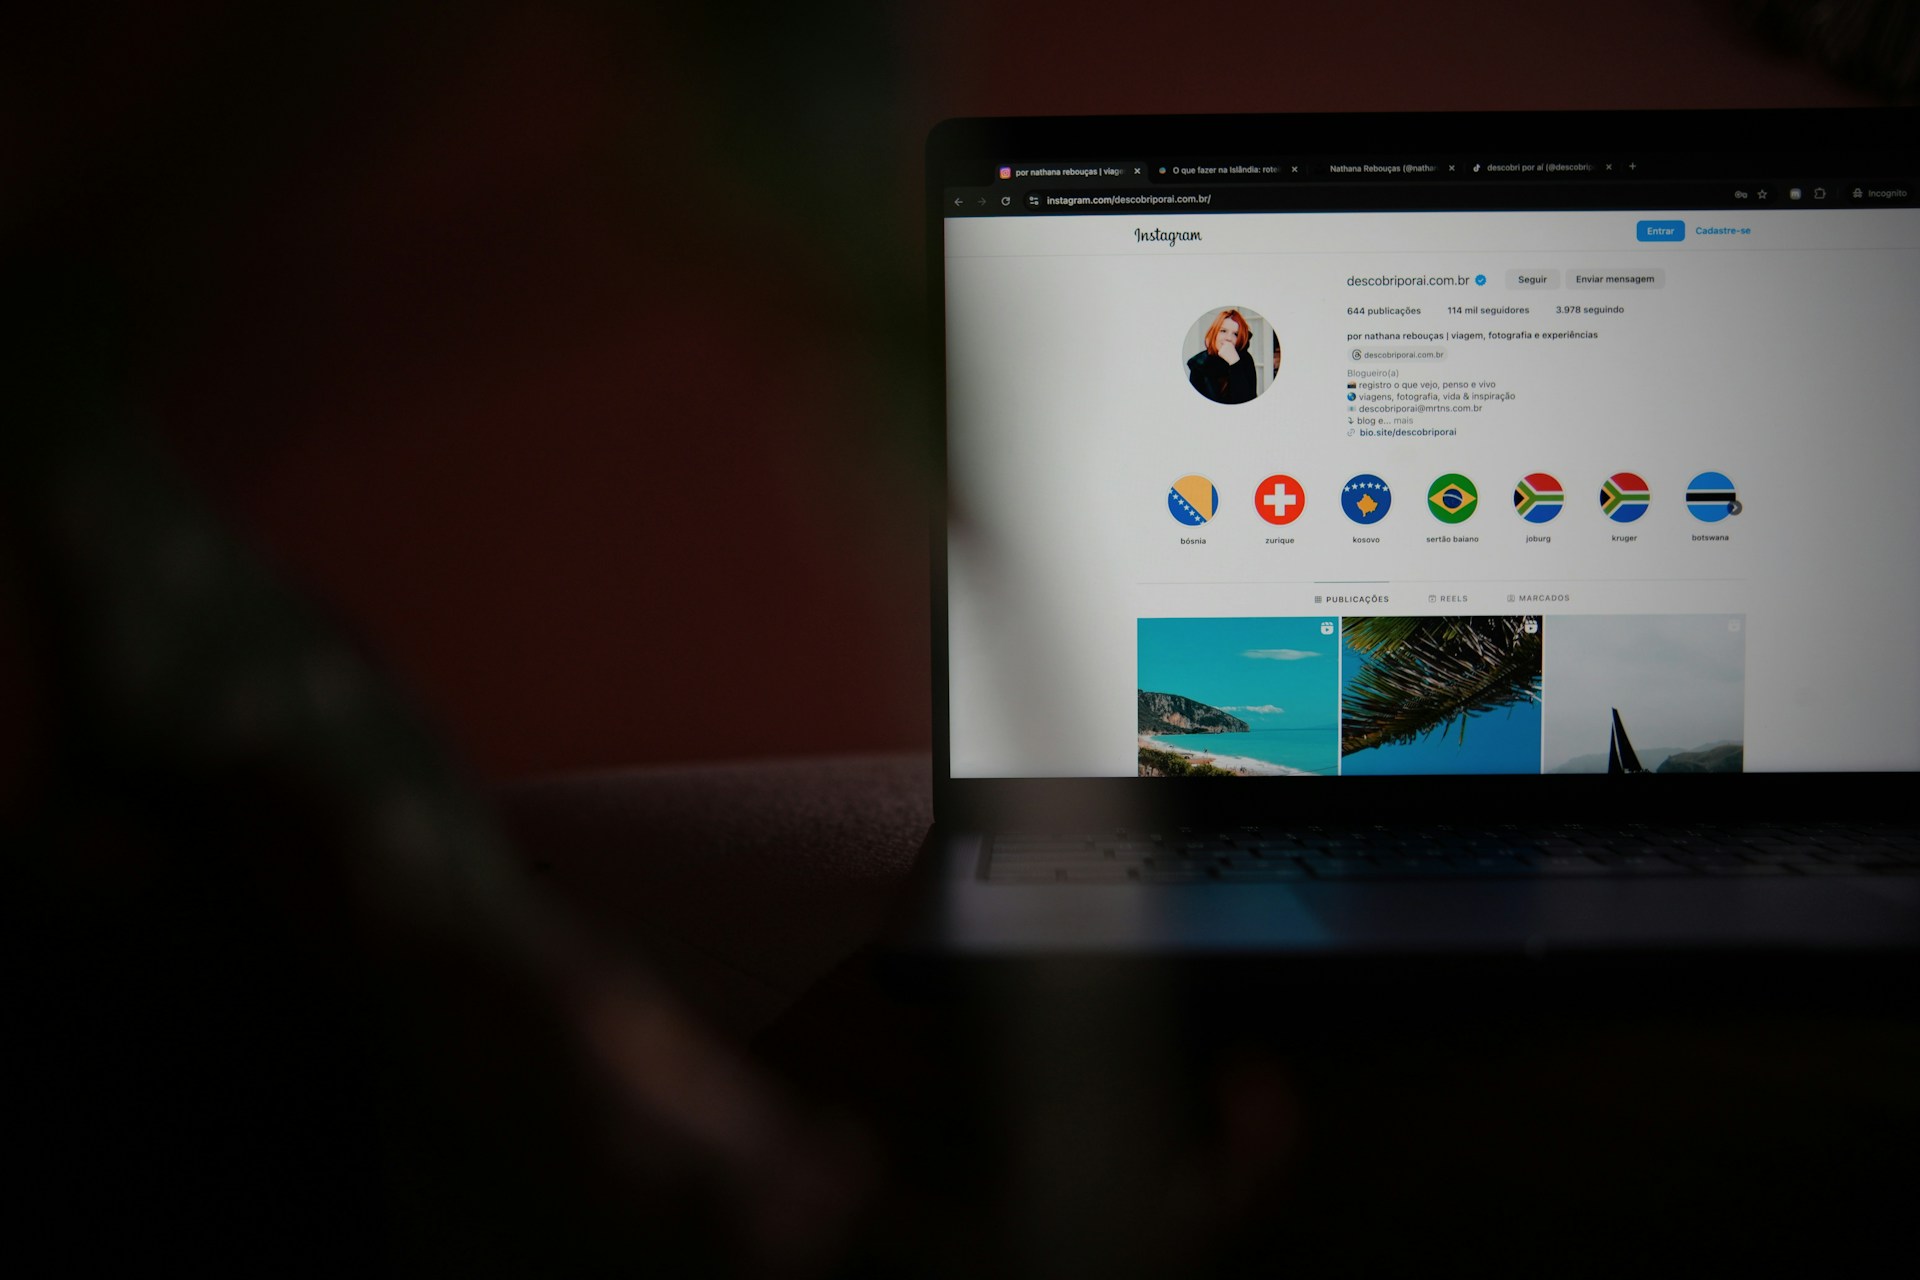 por nathana rebouças | viage
O que fazer na Islândia: rote
Nathana Rebouças (@natha
descobri por aí (@descobrip
instagram.com/descobriporai.com.br/
Incognito
Instagram
Entrar
Cadastre-se
descobriporai.com.br
Seguir
Enviar mensagem
644 publicações
114 mil seguidores
3.978 seguindo
por nathana rebouças | viagem, fotografia e experiências
descobriporai.com.br
Blogueiro(a)
registro o que vejo, penso e vivo
viagens, fotografia, vida & inspiração
descobriporai@mrtns.com.br
blog e... mais
bio.site/descobriporai
bósnia
zurique
kosovo
sertão baiano
joburg
kruger
botswana
PUBLICAÇÕES
REELS
MARCADOS